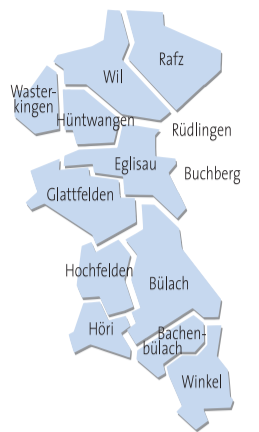 Rafz
Wil
Waster-
kingen
Hüntwangen
Rüdlingen
Eglisau
Buchberg
Glattfelden
Hochfelden
Bülach
Höri
Bachen-
bülach
Winkel